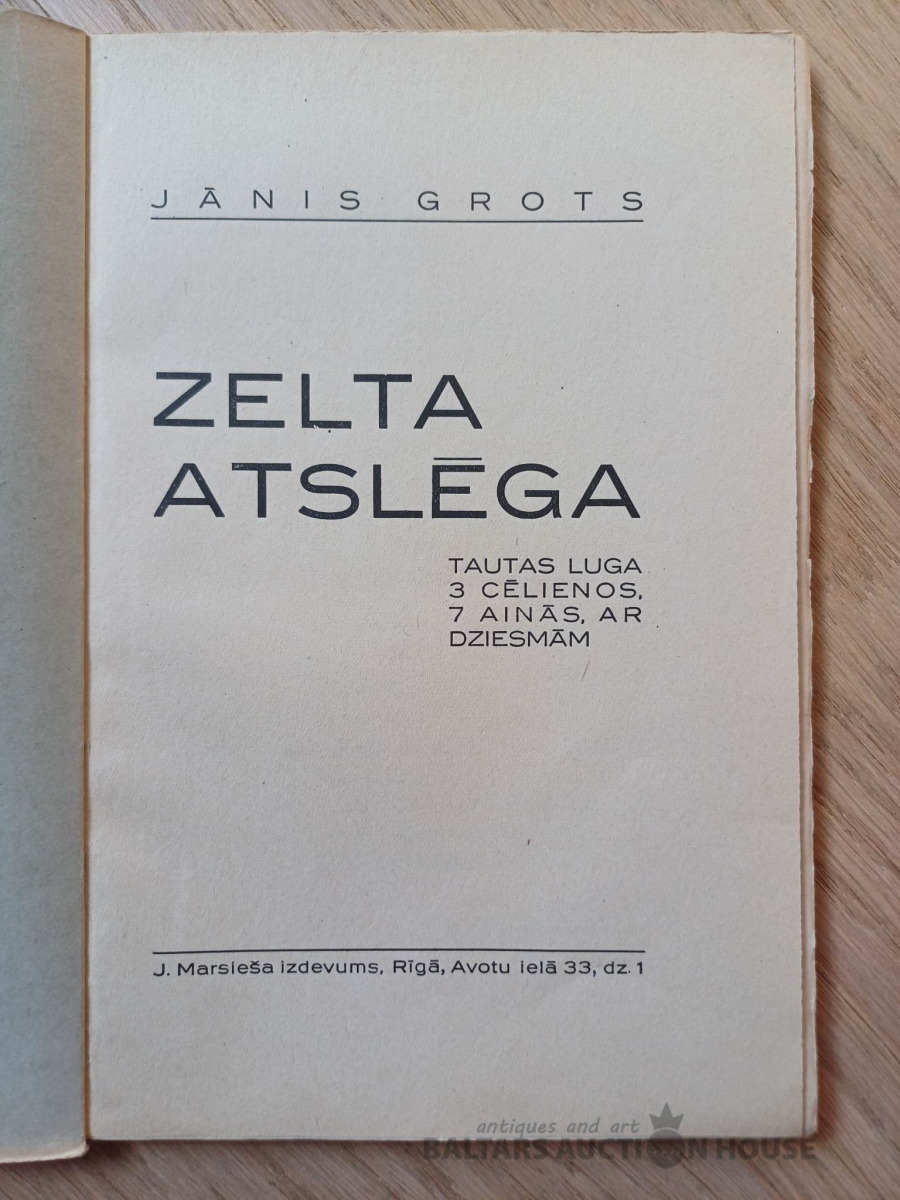 JĀNIS GROTS
ZEĻTA
ATSLĒGA
TAUTAS LUGA
3 CĒLIENOS,
7 AINĀS, AR
DZIESMĀM
J. Marsieša izdevums, Rīgā, Avotu ielā 33, dz. 1
antiques and art
BALTARS AUCTION HOUSE